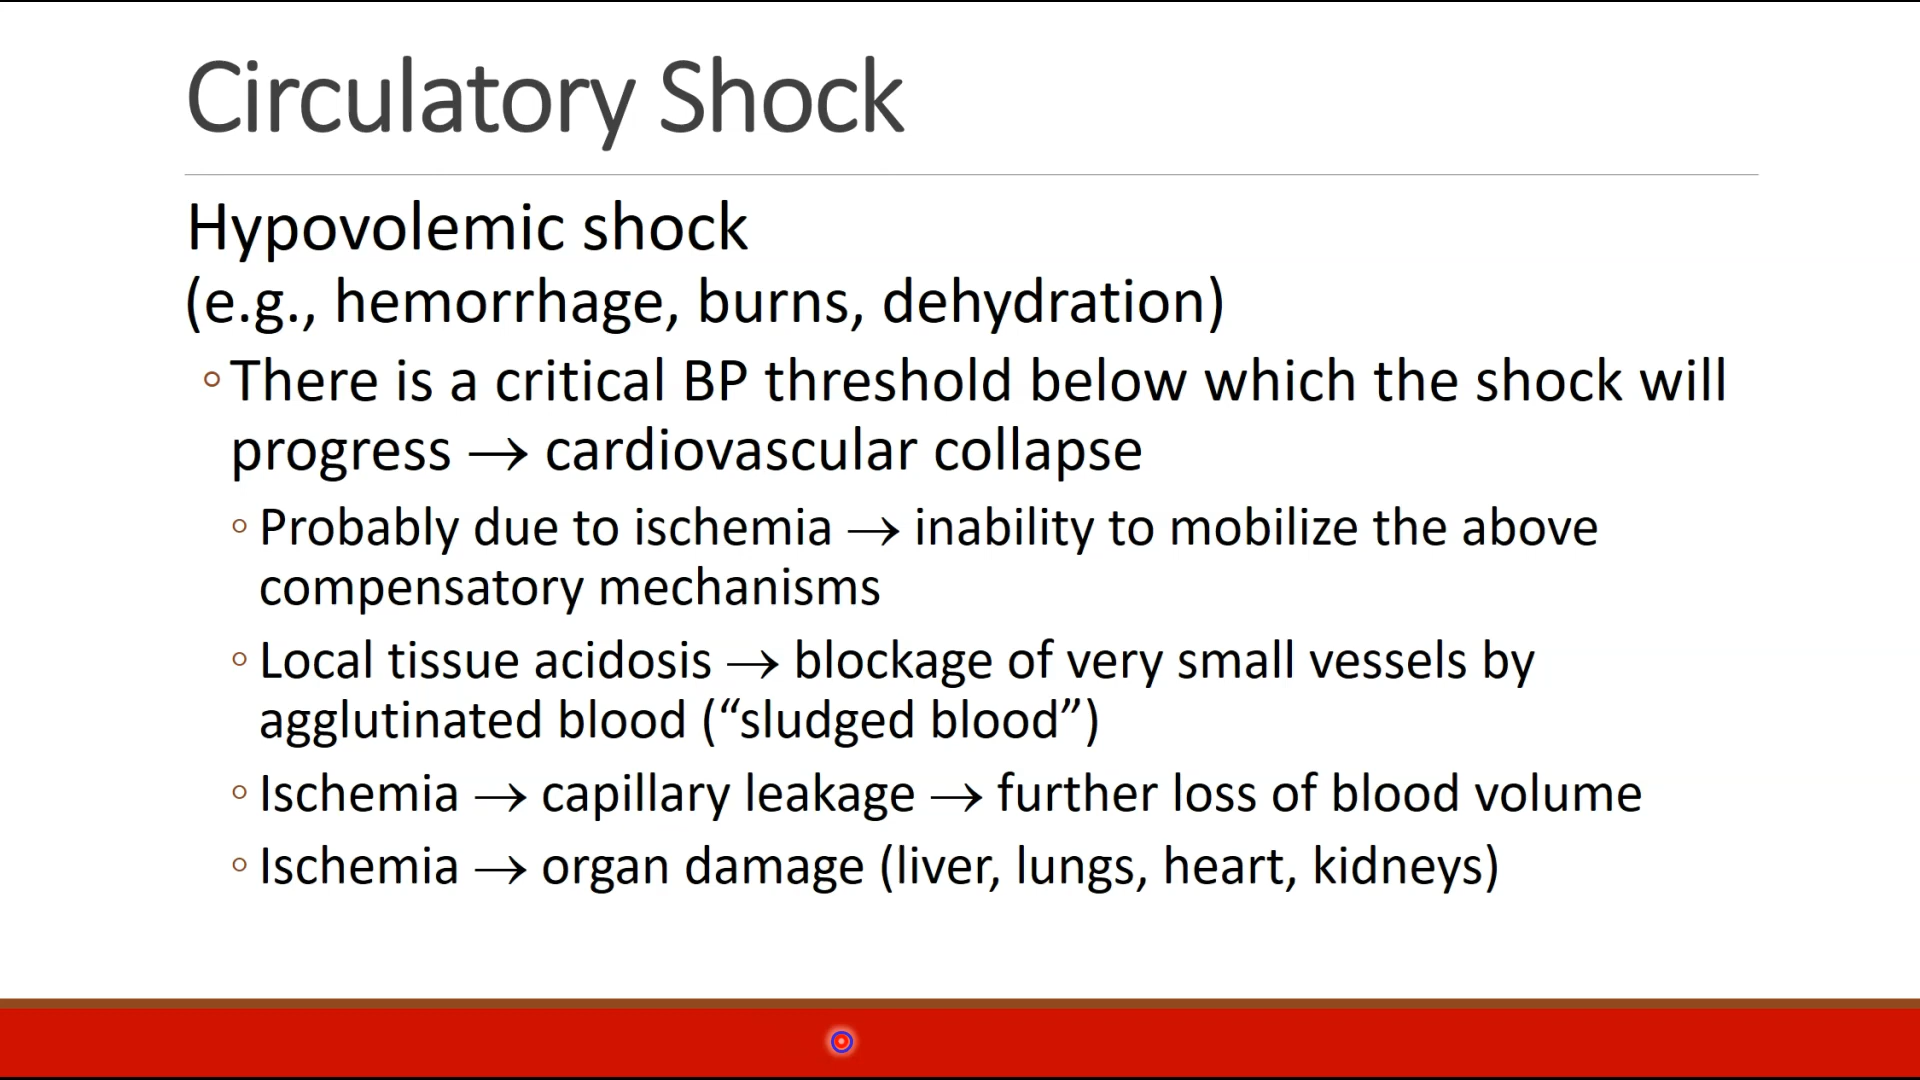 Circulatory Shock
Hypovolemic shock
(e.g., hemorrhage, burns, dehydration)
◦ There is a critical BP threshold below which the shock will
progress → cardiovascular collapse
◦ Probably due to ischemia → inability to mobilize the above
compensatory mechanisms
◦ Local tissue acidosis → blockage of very small vessels by
agglutinated blood (“sludged blood”)
◦ Ischemia → capillary leakage → further loss of blood volume
◦ Ischemia → organ damage (liver, lungs, heart, kidneys)